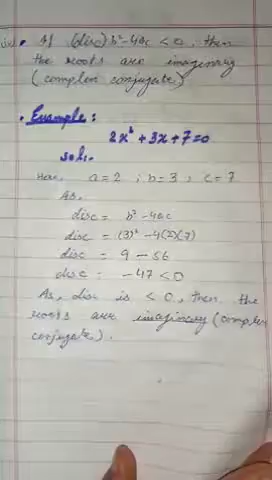 iii) • If (disc) b²-4ac < 0, then
the roots are imaginary
(complex conjugate)
• Example:
2x² + 3x + 7 = 0
Soln.
Here, a = 2 ; b = 3 ; c = 7
As,
disc = b² - 4ac
disc = (3)² - 4(2)(7)
disc = 9 - 56
disc = -47 < 0
As, disc is < 0, then the
roots are imaginary (complex
conjugate).